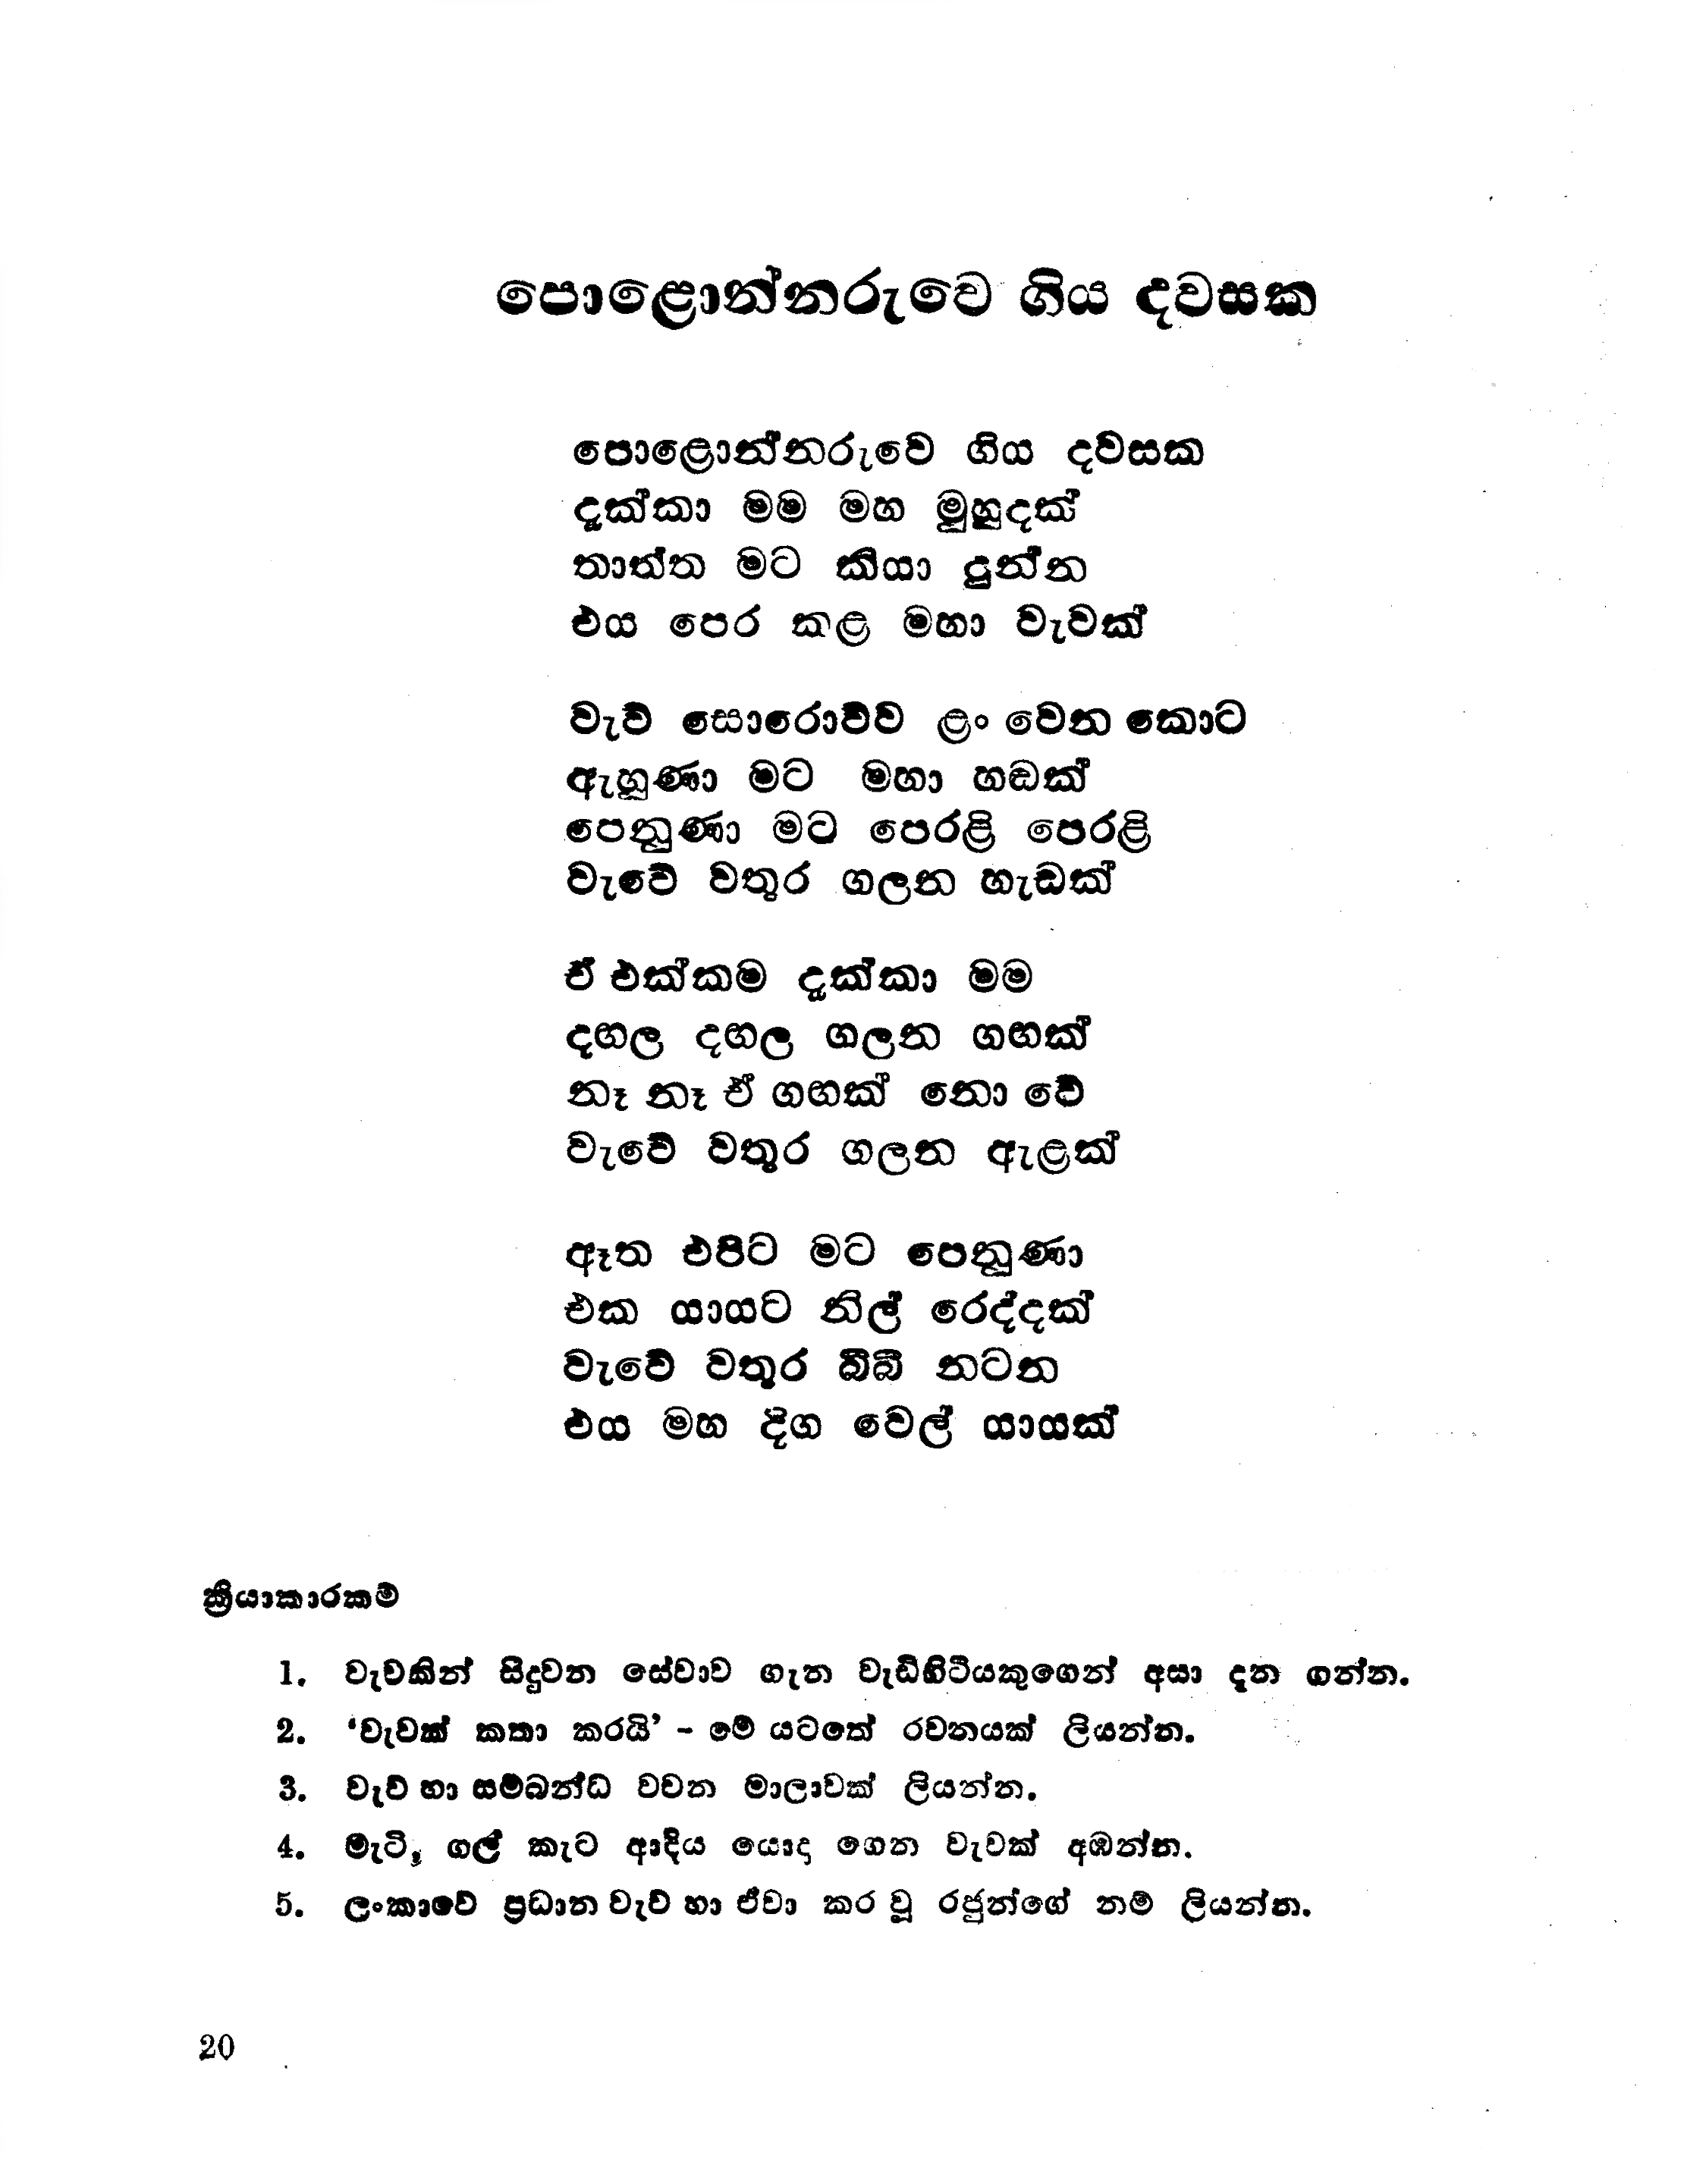 පොළොන්නරුවෙ ගිය දවසක
පොළොන්නරුවෙ ගිය දවසක
දැක්කා මම මහ මුහුදක්
තාත්ත මට කියා දුන්න
එය පෙර කළ මහා වැවක්
වැව් සොරොව්ව ළං වෙන කොට
ඇහුණා මට මහා හඬක්
පෙනුණා මට පෙරළි පෙරළි
වැවේ වතුර ගලන හැඩක්
ඒ එක්කම දැක්කා මම
දඟල දඟල ගලන ගඟක්
නෑ නෑ ඒ ගඟක් නො වේ
වැවේ වතුර ගලන ඇළක්
ඈත එපිට මට පෙනුණා
එක යායට නිල් රෙද්දක්
වැවේ වතුර බීබී නටන
එය මහ දිග වෙල් යායක්
ක්‍රියාකාරකම්
1. වැවකින් සිදුවන සේවාව ගැන වැඩිහිටියකුගෙන් අසා දැන ගන්න.
2. ‘වැවක් කතා කරයි’ - මේ යටතේ රචනයක් ලියන්න.
3. වැව් හා සම්බන්ධ වචන මාලාවක් ලියන්න.
4. මැටි, ගල් කැට ආදිය යොදා ගෙන වැවක් අඹන්න.
5. ලංකාවේ ප්‍රධාන වැව් හා ඒවා කර වූ රජුන්ගේ නම් ලියන්න.
20